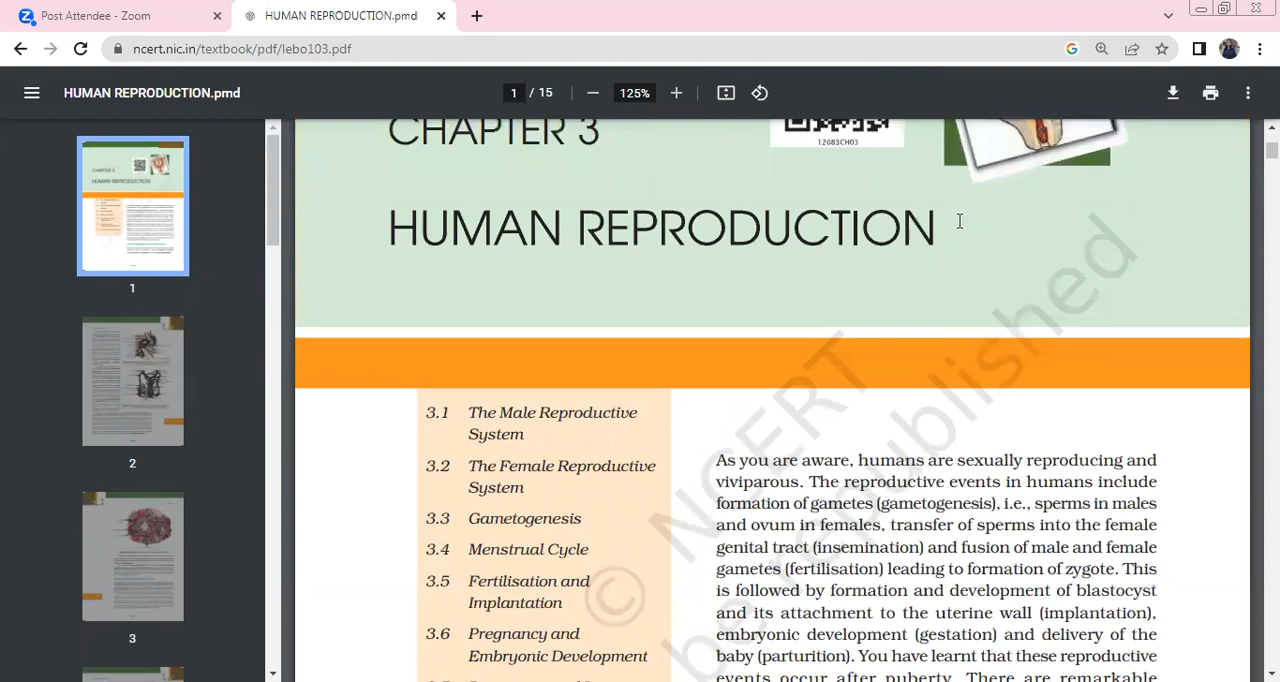 Post Attendee - Zoom
HUMAN REPRODUCTION.pmd
ncert.nic.in/textbook/pdf/lebo103.pdf
HUMAN REPRODUCTION.pmd
1 / 15
125%
CHAPTER 3
12083CH03
HUMAN REPRODUCTION
1
2
3
3.1 The Male Reproductive
System
3.2 The Female Reproductive
System
3.3 Gametogenesis
3.4 Menstrual Cycle
3.5 Fertilisation and
Implantation
3.6 Pregnancy and
Embryonic Development
As you are aware, humans are sexually reproducing and
viviparous. The reproductive events in humans include
formation of gametes (gametogenesis), i.e., sperms in males
and ovum in females, transfer of sperms into the female
genital tract (insemination) and fusion of male and female
gametes (fertilisation) leading to formation of zygote. This
is followed by formation and development of blastocyst
and its attachment to the uterine wall (implantation),
embryonic development (gestation) and delivery of the
baby (parturition). You have learnt that these reproductive
events occur after puberty. There are remarkable
© NCERT
be republished